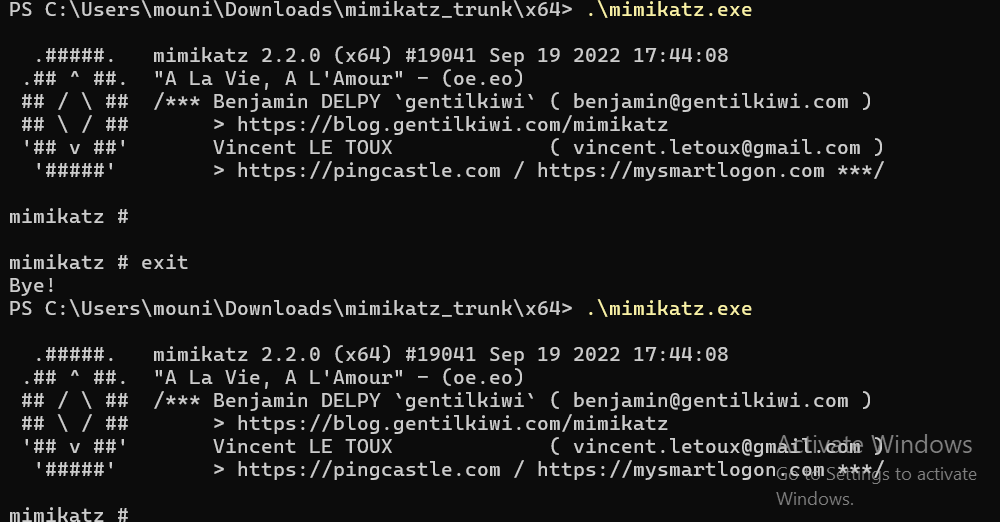 PS C:\Users\mouni\Downloads\mimikatz_trunk\x64> .\mimikatz.exe
  .#####.   mimikatz 2.2.0 (x64) #19041 Sep 19 2022 17:44:08
 .## ^ ##.  "A La Vie, A L'Amour" - (oe.eo)
 ## / \ ##  /*** Benjamin DELPY `gentilkiwi` ( benjamin@gentilkiwi.com )
 ## \ / ##       > https://blog.gentilkiwi.com/mimikatz
 '## v ##'       Vincent LE TOUX             ( vincent.letoux@gmail.com )
  '#####'        > https://pingcastle.com / https://mysmartlogon.com ***/
mimikatz #
mimikatz # exit
Bye!
PS C:\Users\mouni\Downloads\mimikatz_trunk\x64> .\mimikatz.exe
  .#####.   mimikatz 2.2.0 (x64) #19041 Sep 19 2022 17:44:08
 .## ^ ##.  "A La Vie, A L'Amour" - (oe.eo)
 ## / \ ##  /*** Benjamin DELPY `gentilkiwi` ( benjamin@gentilkiwi.com )
 ## \ / ##       > https://blog.gentilkiwi.com/mimikatz
 '## v ##'       Vincent LE TOUX             ( vincent.letoux@gmail.com )
  '#####'        > https://pingcastle.com / https://mysmartlogon.com ***/
mimikatz #
Activate Windows
Go to Settings to activate
Windows.